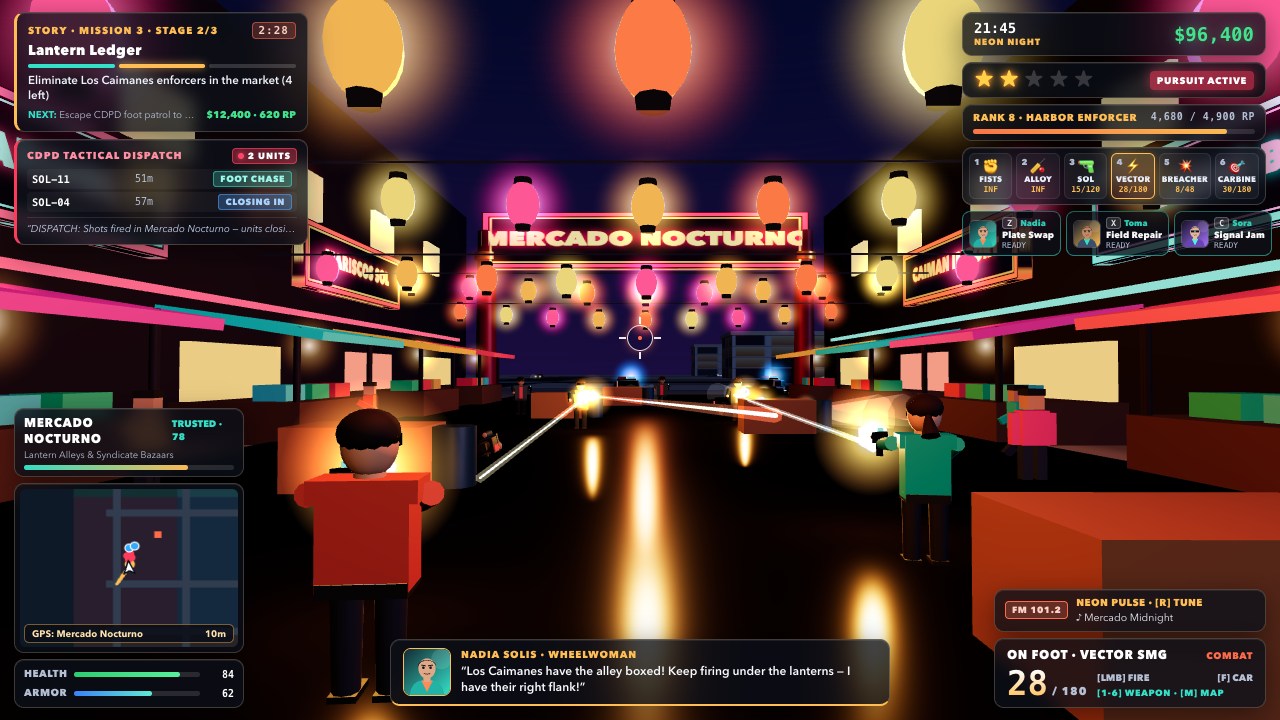 STORY · MISSION 3 · STAGE 2/3
2:28
Lantern Ledger
Eliminate Los Caimanes enforcers in the market (4
left)
NEXT: Escape CDPD foot patrol to ...
$12,400 · 620 RP
CDPD TACTICAL DISPATCH
2 UNITS
SOL-11 51m FOOT CHASE
SOL-04 57m CLOSING IN
"DISPATCH: Shots fired in Mercado Nocturno — units closi...
21:45
NEON NIGHT
$96,400
PURSUIT ACTIVE
RANK 8 · HARBOR ENFORCER 4,680 / 4,900 RP
1 FISTS INF
2 ALLOY INF
3 SOL 15/120
4 VECTOR 28/180
5 BREACHER 8/48
6 CARBINE 30/180
Z Nadia
Plate Swap
READY
X Toma
Field Repair
READY
C Sora
Signal Jam
READY
MERCADO NOCTURNO
MARISCOS SOL
CAIMAN
MERCADO
NOCTURNO
TRUSTED ·
78
Lantern Alleys & Syndicate Bazaars
GPS: Mercado Nocturno 10m
HEALTH 84
ARMOR 62
NADIA SOLIS · WHEELWOMAN
“Los Caimanes have the alley boxed! Keep firing under the lanterns — I
have their right flank!”
FM 101.2
NEON PULSE · [R] TUNE
♪ Mercado Midnight
ON FOOT · VECTOR SMG
COMBAT
28 / 180
[LMB] FIRE [F] CAR
[1-6] WEAPON · [M] MAP